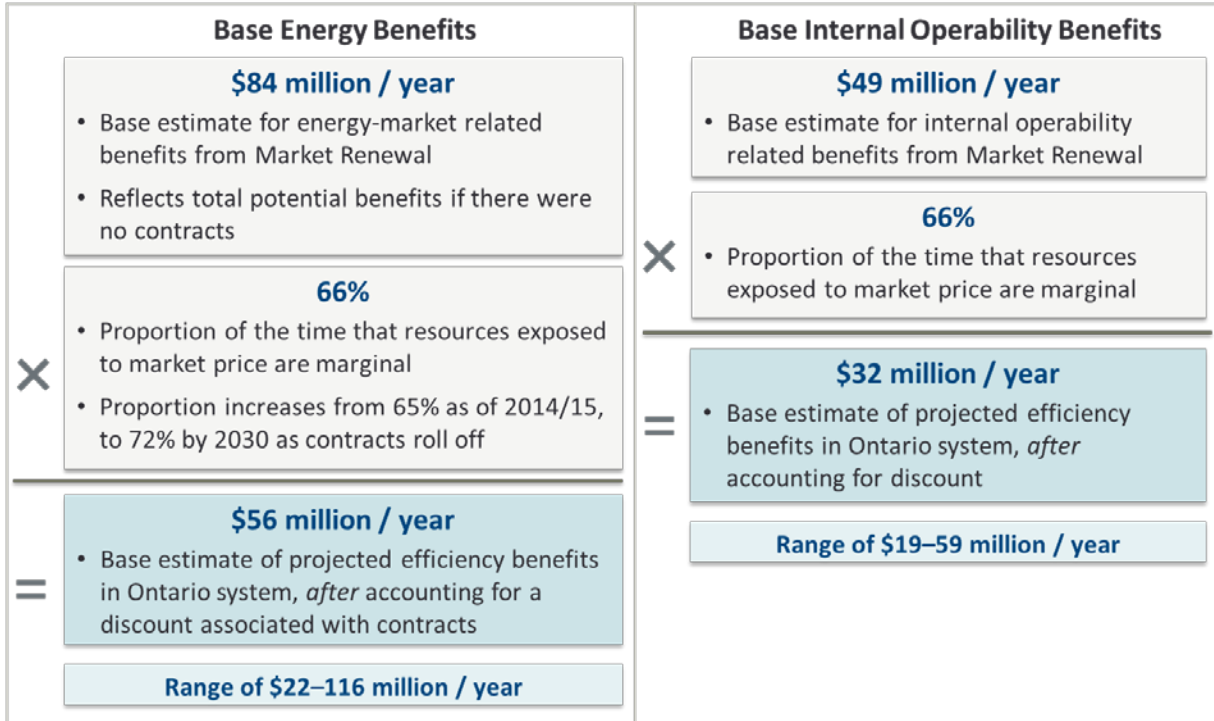 Base Energy Benefits
$84 million / year
• Base estimate for energy-market related
benefits from Market Renewal
• Reflects total potential benefits if there were
no contracts
×
66%
• Proportion of the time that resources exposed
to market price are marginal
• Proportion increases from 65% as of 2014/15,
to 72% by 2030 as contracts roll off
=
$56 million / year
• Base estimate of projected efficiency benefits
in Ontario system, after accounting for a
discount associated with contracts
Range of $22–116 million / year
Base Internal Operability Benefits
$49 million / year
• Base estimate for internal operability
related benefits from Market Renewal
×
66%
• Proportion of the time that resources
exposed to market price are marginal
=
$32 million / year
• Base estimate of projected efficiency
benefits in Ontario system, after
accounting for discount
Range of $19–59 million / year